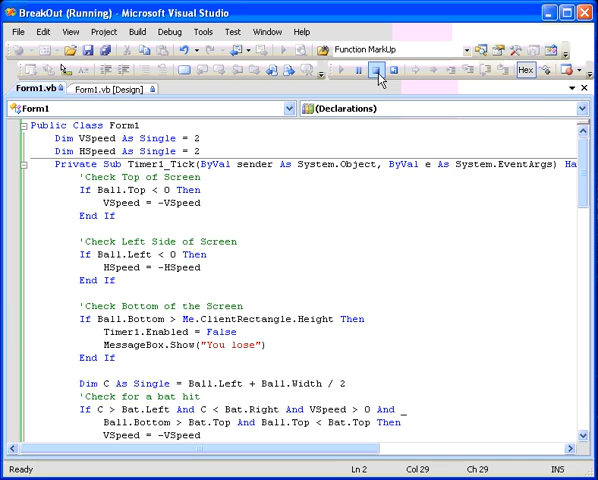 BreakOut (Running) - Microsoft Visual Studio
File Edit View Project Build Debug Tools Test Window Help
Function MarkUp
Hex
Form1.vb Form1.vb [Design]
Form1 (Declarations)
Public Class Form1
Dim VSpeed As Single = 2
Dim HSpeed As Single = 2
Private Sub Timer1_Tick(ByVal sender As System.Object, ByVal e As System.EventArgs) Ha
'Check Top of Screen
If Ball.Top < 0 Then
VSpeed = -VSpeed
End If
'Check Left Side of Screen
If Ball.Left < 0 Then
HSpeed = -HSpeed
End If
'Check Bottom of the Screen
If Ball.Bottom > Me.ClientRectangle.Height Then
Timer1.Enabled = False
MessageBox.Show("You lose")
End If
Dim C As Single = Ball.Left + Ball.Width / 2
'Check for a bat hit
If C > Bat.Left And C < Bat.Right And VSpeed > 0 And _
Ball.Bottom > Bat.Top And Ball.Top < Bat.Top Then
VSpeed = -VSpeed
Ready Ln 2 Col 29 Ch 29 INS